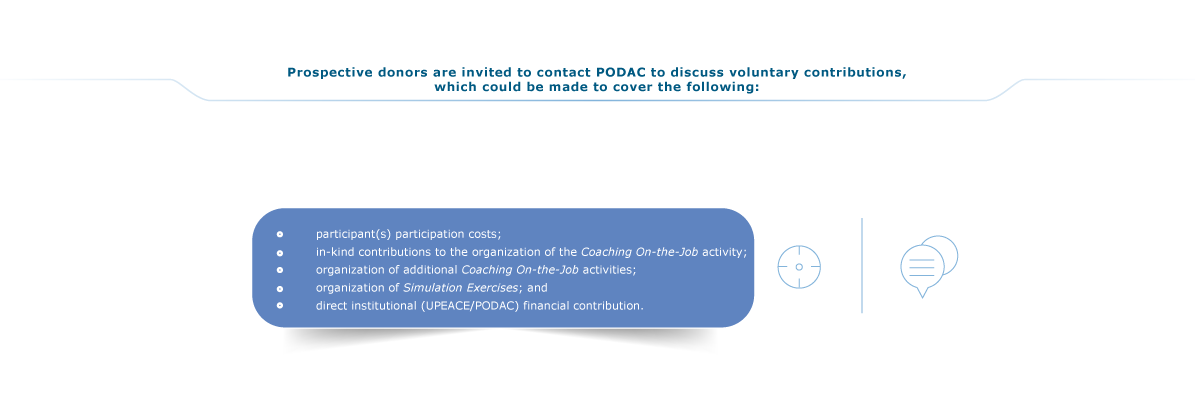 Prospective donors are invited to contact PODAC to discuss voluntary contributions,
which could be made to cover the following:
participant(s) participation costs;
in-kind contributions to the organization of the Coaching On-the-Job activity;
organization of additional Coaching On-the-Job activities;
organization of Simulation Exercises; and
direct institutional (UPEACE/PODAC) financial contribution.